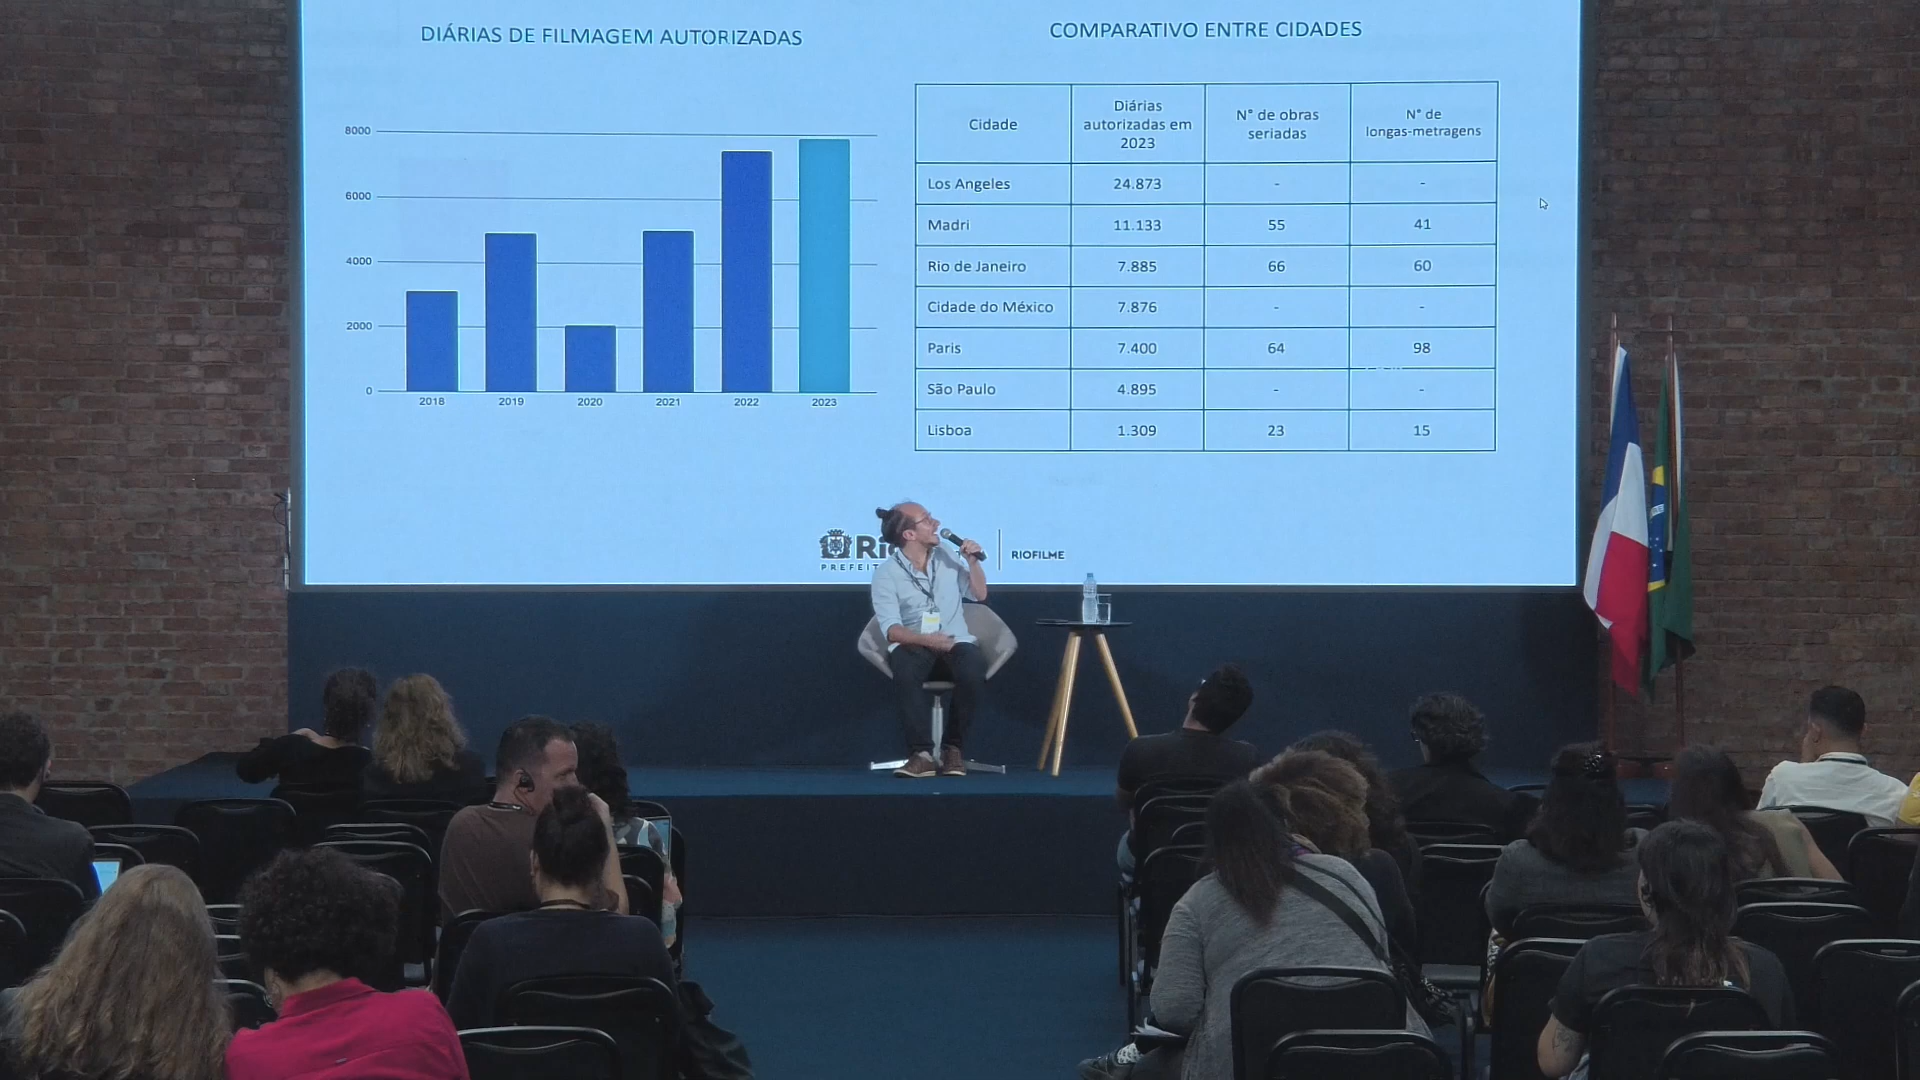 DIÁRIAS DE FILMAGEM AUTORIZADAS
8000
6000
4000
2000
0
2018 2019 2020 2021 2022 2023
COMPARATIVO ENTRE CIDADES
Cidade
Diárias
autorizadas em
2023
N° de obras
seriadas
N° de
longas-metragens
Los Angeles 24.873 - -
Madri 11.133 55 41
Rio de Janeiro 7.885 66 60
Cidade do México 7.876 - -
Paris 7.400 64 98
São Paulo 4.895 - -
Lisboa 1.309 23 15
RIOFILME